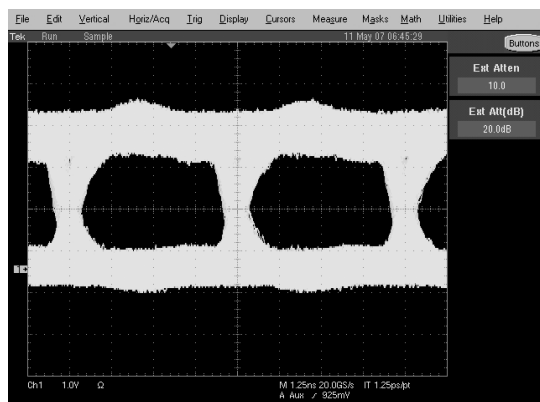 File Edit Vertical Horiz/Acq Trig Display Cursors Measure Masks Math Utilities Help
Tek Run Sample 11 May 07 06:45:29
Buttons
Ext Atten
10.0
Ext Att(dB)
20.0dB
1
Ch1 1.0V Ω M 1.25ns 20.0GS/s IT 1.25ps/pt
A Aux / 925mV